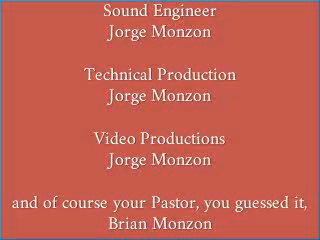 Sound Engineer
Jorge Monzon
Technical Production
Jorge Monzon
Video Productions
Jorge Monzon
and of course your Pastor, you guessed it,
Brian Monzon